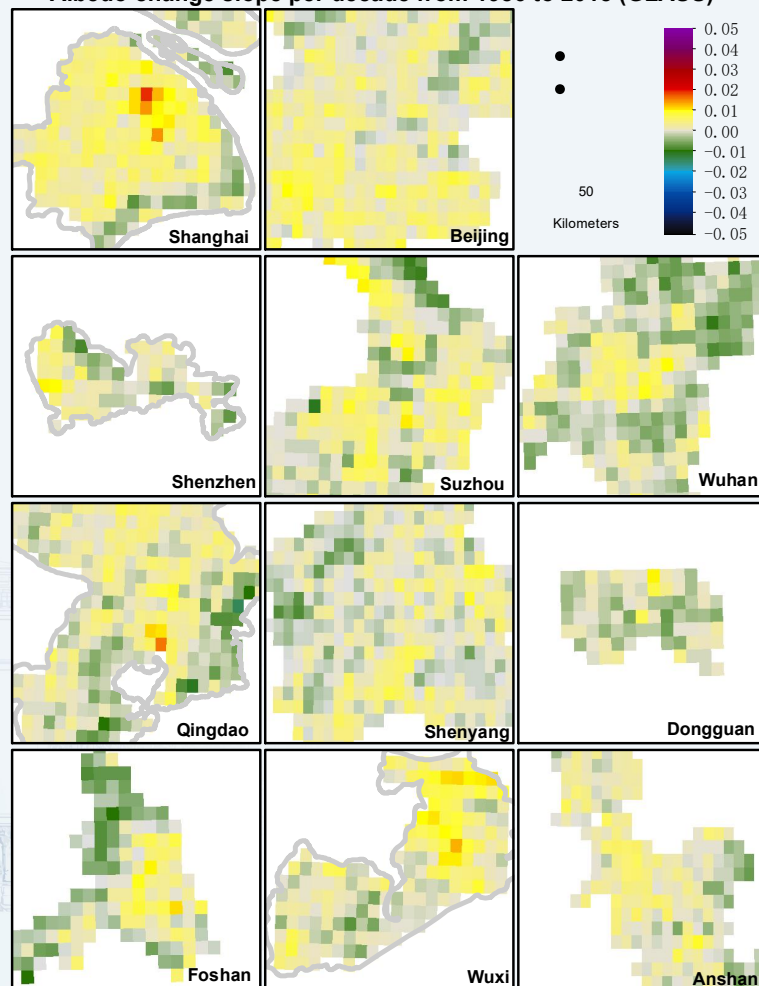 0.05
0.04
0.03
0.02
0.01
0.00
-0.01
-0.02
-0.03
-0.04
-0.05
50
Kilometers
Shanghai
Beijing
Shenzhen
Suzhou
Wuhan
Qingdao
Shenyang
Dongguan
Foshan
Wuxi
Anshan